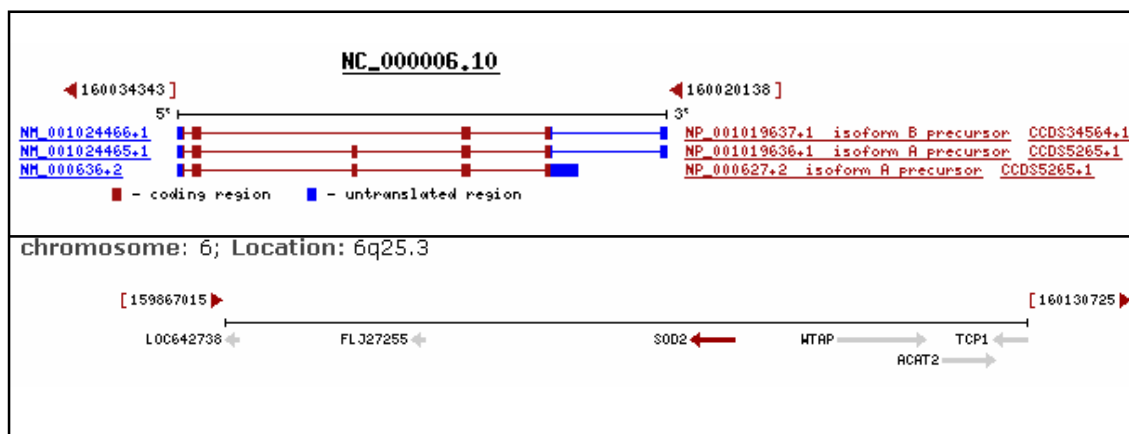 NC_000006.10
160034343 ] 160020138 ]
5' 3'
NM_001024466.1 NP_001019637.1 isoform B precursor CCDS34564.1
NM_001024465.1 NP_001019636.1 isoform A precursor CCDS5265.1
NM_000636.2 NP_000627.2 isoform A precursor CCDS5265.1
- coding region - untranslated region
chromosome: 6; Location: 6q25.3
[ 159867015 [ 160130725
LOC642738 FLJ27255 SOD2 WTAP TCP1
ACAT2